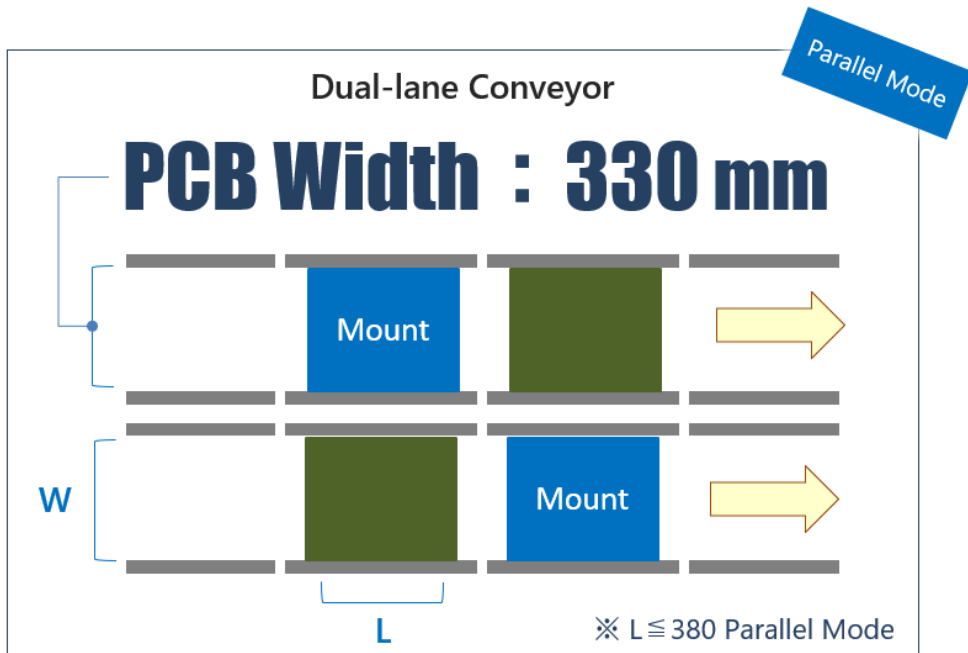 Parallel Mode
Dual-lane Conveyor
PCB Width : 330 mm
Mount
W
Mount
L
※ L≦380 Parallel Mode